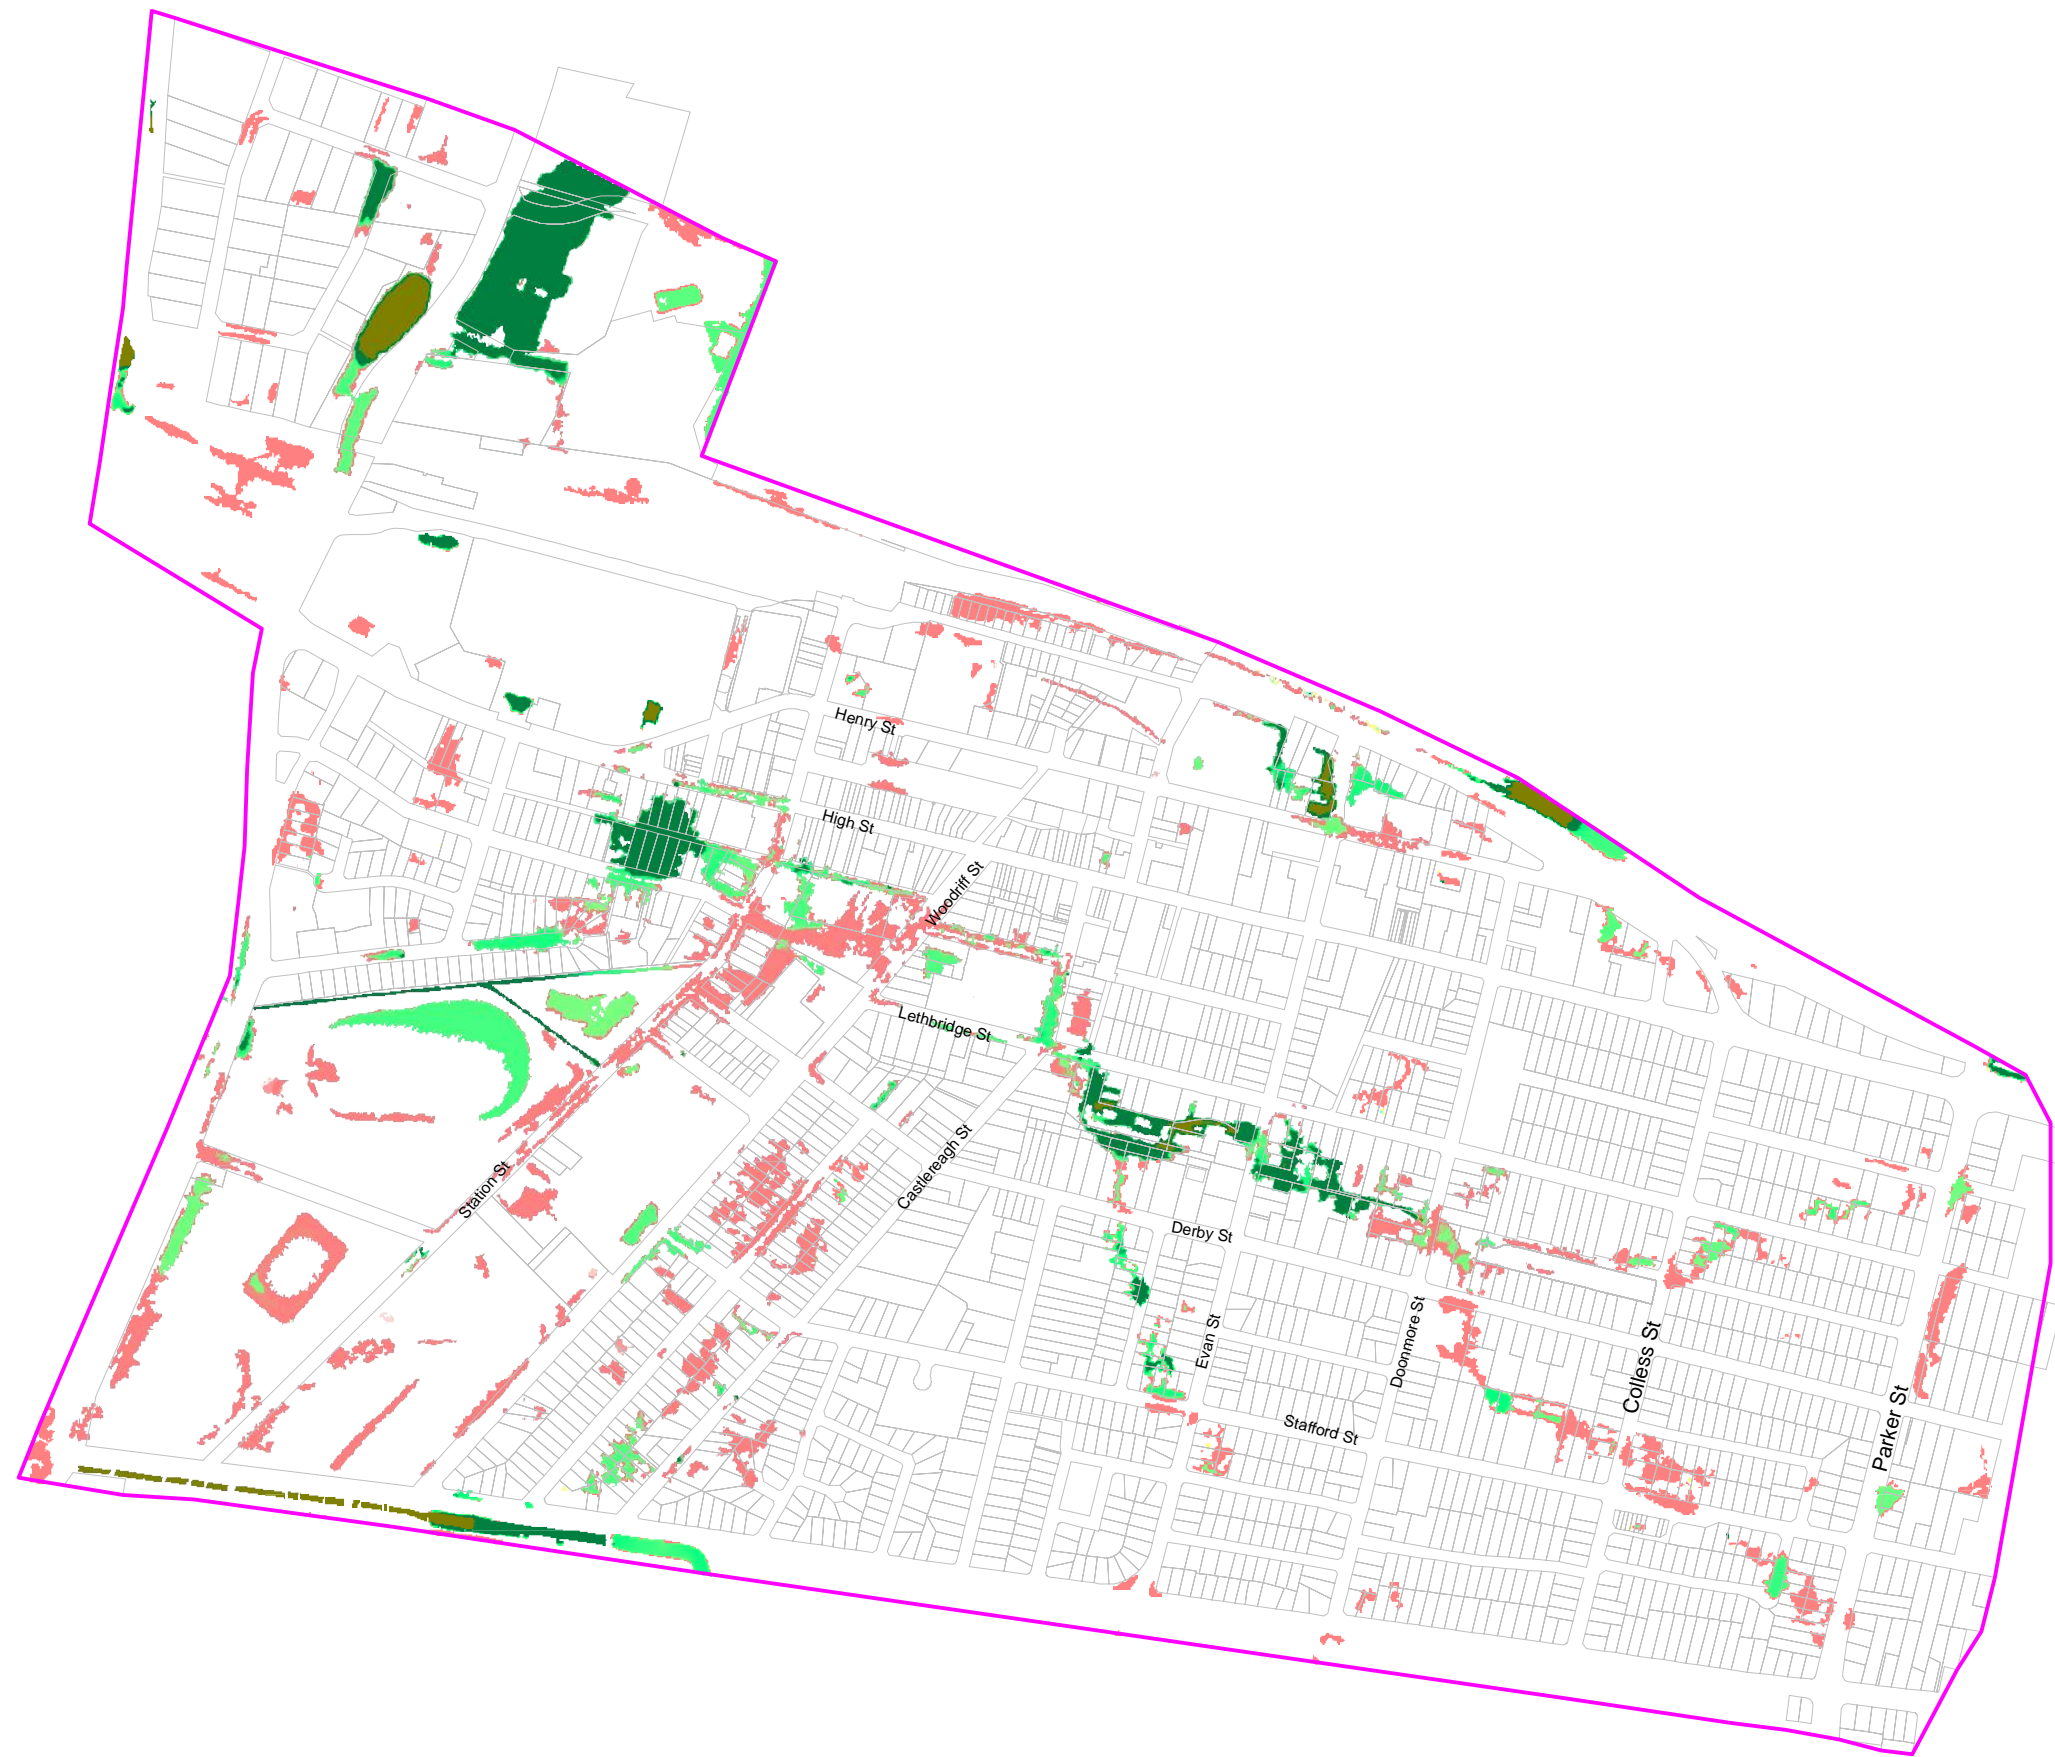 Henry St
High St
Woodriff St
Lethbridge St
Castlereagh St
Station St
Derby St
Evan St
Doonmore St
Colless St
Parker St
Stafford St